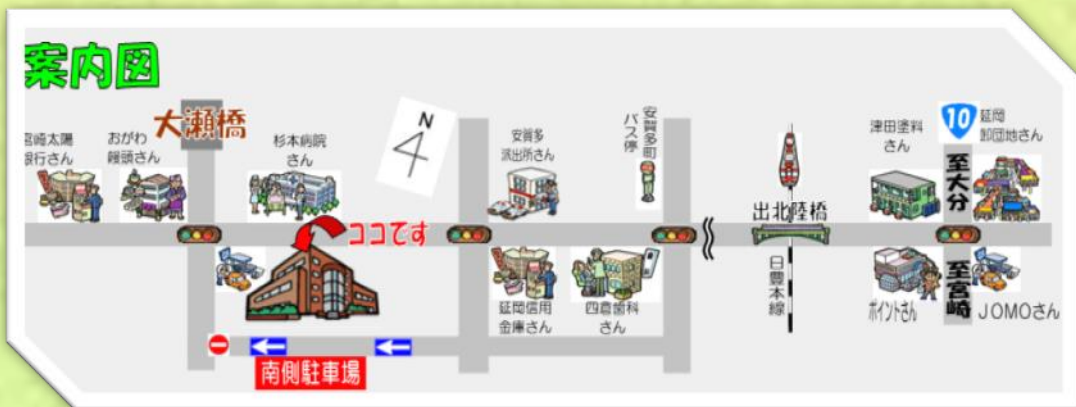 案内図
大瀬橋
宮崎太陽
銀行さん
おがわ
饅頭さん
杉本病院
さん
N
安賀多
派出所さん
安賀多町
バス停
津田塗料
さん
10
延岡
卸団地さん
至大分
出北陸橋
ココです
日豊本線
延岡信用
金庫さん
四倉歯科
さん
ポイントさん
至宮崎
JOMOさん
南側駐車場